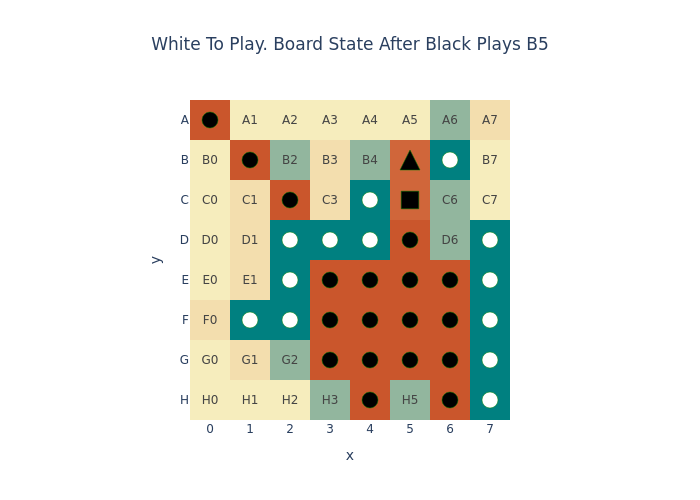 White To Play. Board State After Black Plays B5
A A1 A2 A3 A4 A5 A6 A7
B B0 B2 B3 B4 B7
C C0 C1 C3 C6 C7
D D0 D1 D6
E E0 E1
F F0
G G0 G1 G2
H H0 H1 H2 H3 H5
0 1 2 3 4 5 6 7
x
y